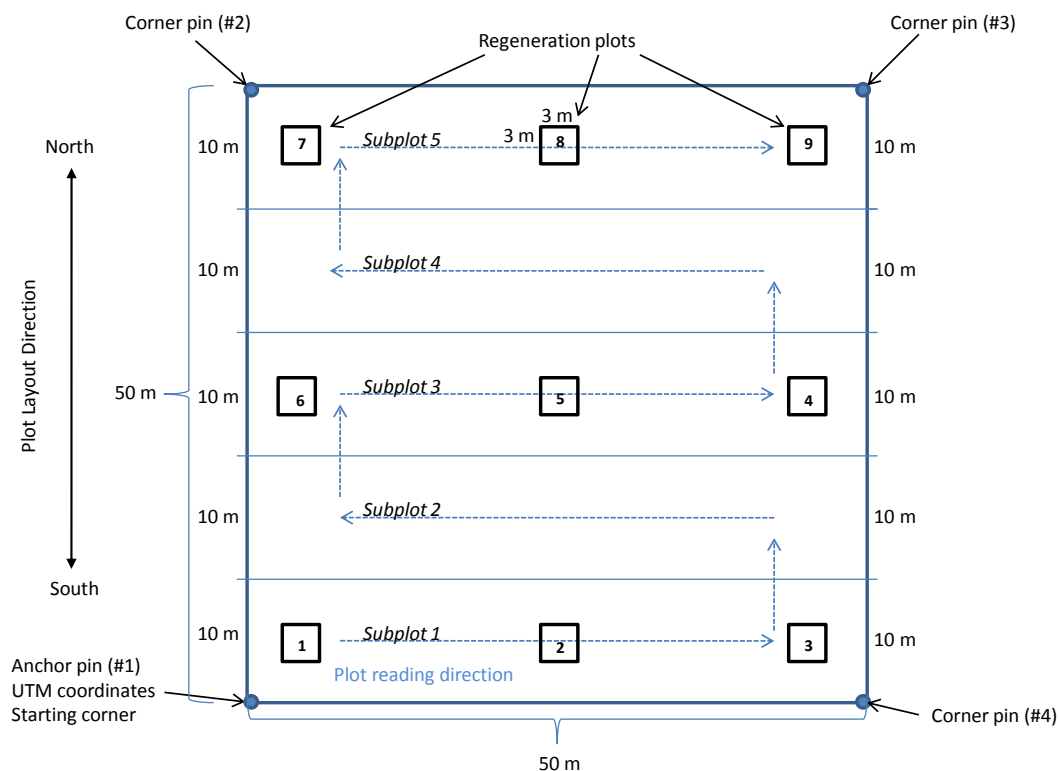 Corner pin (#2)
Corner pin (#3)
Regeneration plots
3 m
3 m
North
10 m
7
Subplot 5
8
9
10 m
10 m
Subplot 4
10 m
Plot Layout Direction
50 m
10 m
6
Subplot 3
5
4
10 m
10 m
Subplot 2
10 m
South
10 m
1
Subplot 1
2
3
10 m
Plot reading direction
Anchor pin (#1)
UTM coordinates
Starting corner
Corner pin (#4)
50 m